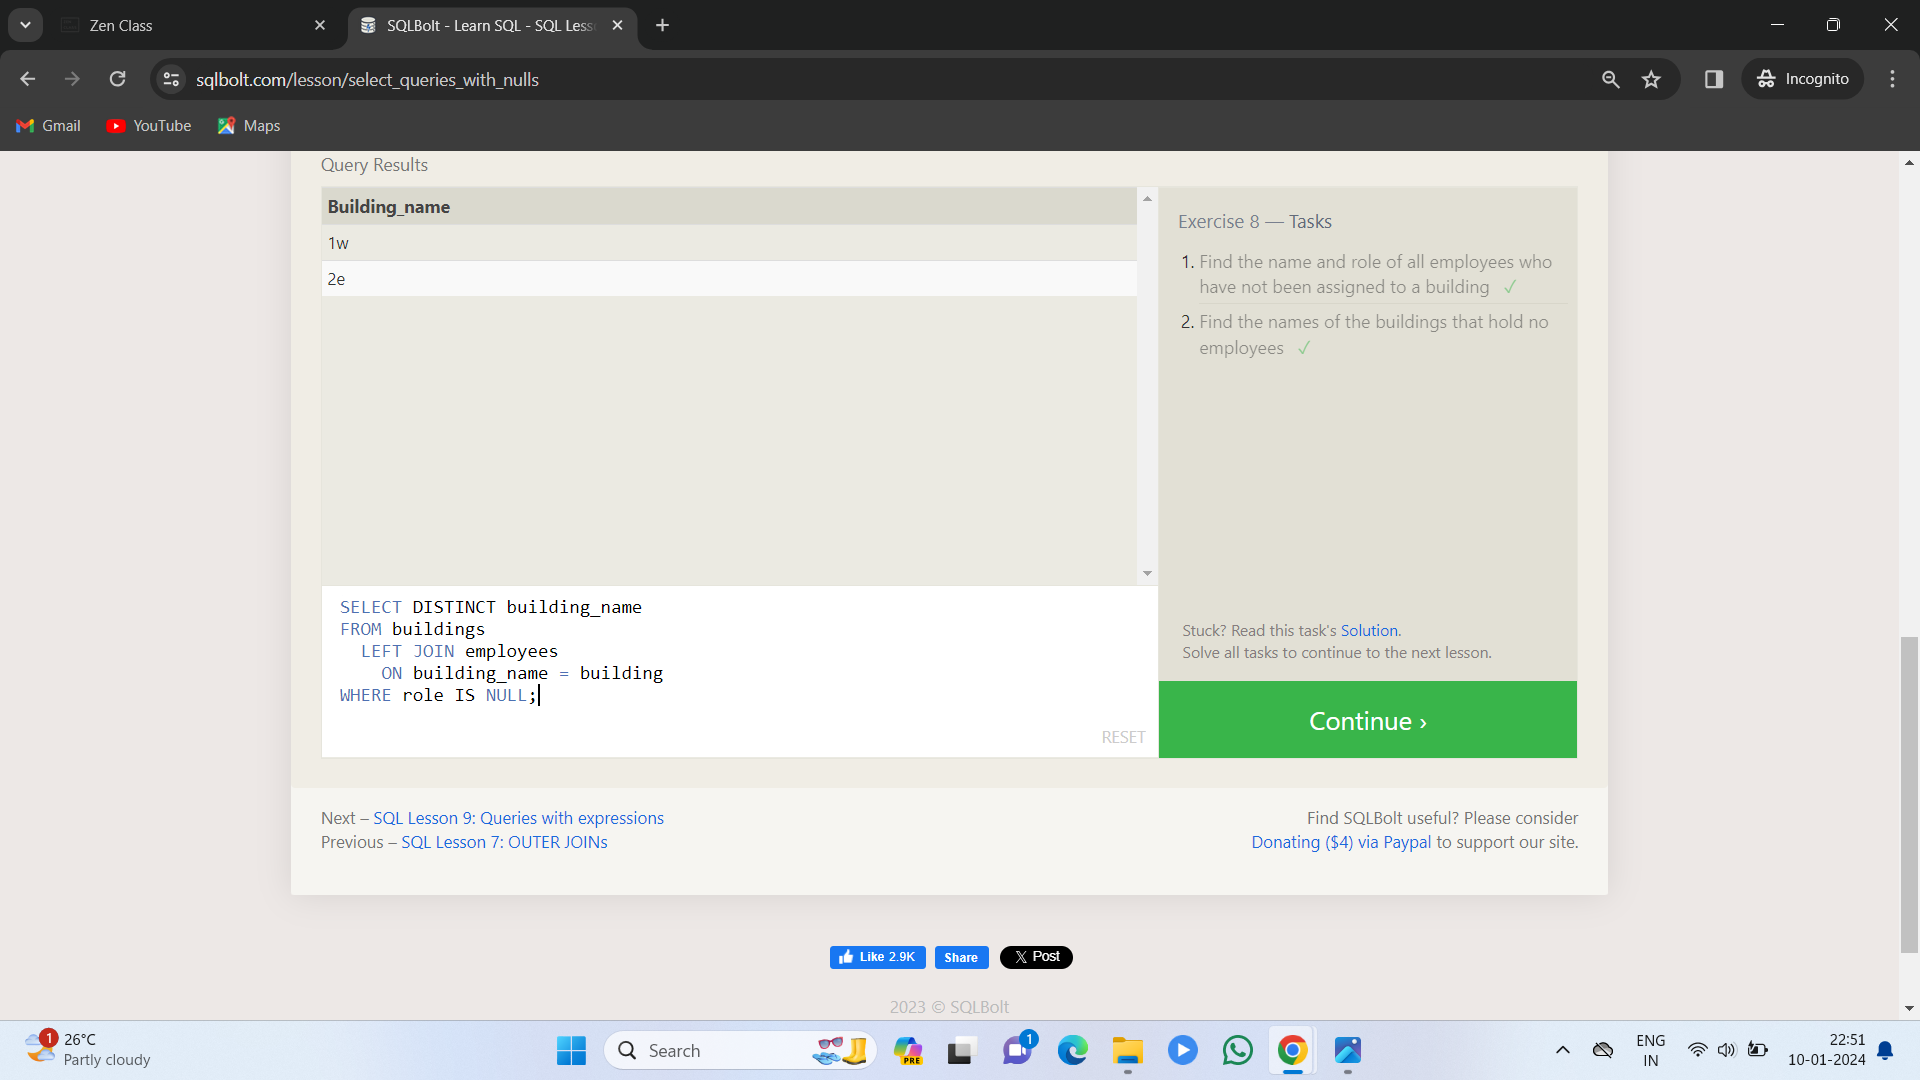 Zen Class
SQLBolt - Learn SQL - SQL Less
sqlbolt.com/lesson/select_queries_with_nulls
Incognito
Gmail
YouTube
Maps
Query Results
Building_name
1w
2e
Exercise 8 — Tasks
1. Find the name and role of all employees who
have not been assigned to a building ✓
2. Find the names of the buildings that hold no
employees ✓
SELECT DISTINCT building_name
FROM buildings
LEFT JOIN employees
ON building_name = building
WHERE role IS NULL;
RESET
Stuck? Read this task's Solution.
Solve all tasks to continue to the next lesson.
Continue ›
Next – SQL Lesson 9: Queries with expressions
Previous – SQL Lesson 7: OUTER JOINs
Find SQLBolt useful? Please consider
Donating ($4) via Paypal to support our site.
Like 2.9K
Share
X Post
2023 © SQLBolt
1
26°C
Partly cloudy
Search
PRE
1
ENG
IN
22:51
10-01-2024